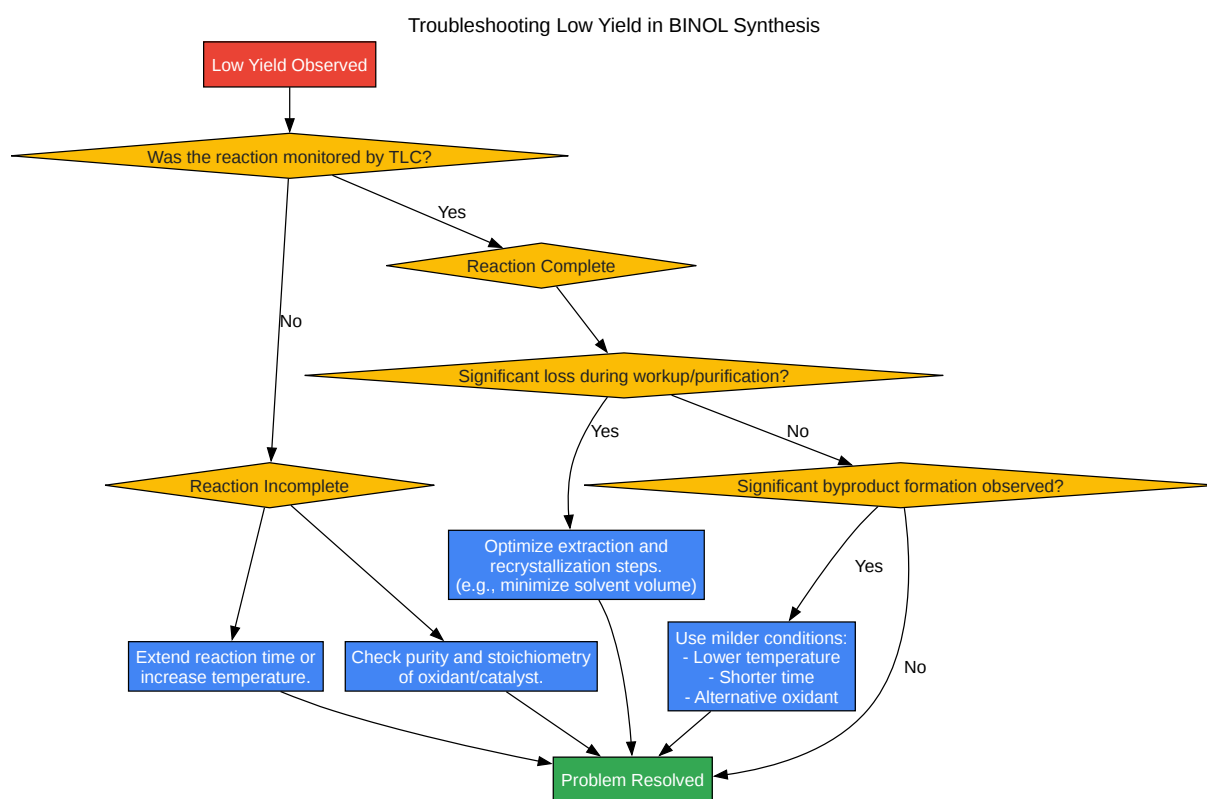 Troubleshooting Low Yield in BINOL Synthesis
Low Yield Observed
Was the reaction monitored by TLC?
Yes
Reaction Complete
No
Significant loss during workup/purification?
Yes
No
Reaction Incomplete
Significant byproduct formation observed?
Optimize extraction and
recrystallization steps.
(e.g., minimize solvent volume)
Yes
Extend reaction time or
increase temperature.
Check purity and stoichiometry
of oxidant/catalyst.
Use milder conditions:
- Lower temperature
- Shorter time
- Alternative oxidant
No
Problem Resolved